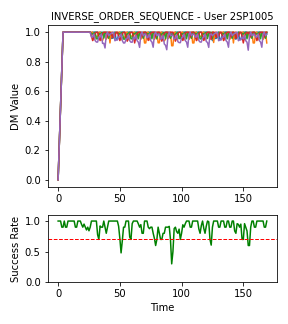 INVERSE_ORDER_SEQUENCE - User 2SP1005
1.0
0.8
0.6
0.4
0.2
0.0
DM Value
0 50 100 150
1.0
0.5
0.0
Success Rate
0 50 100 150
Time